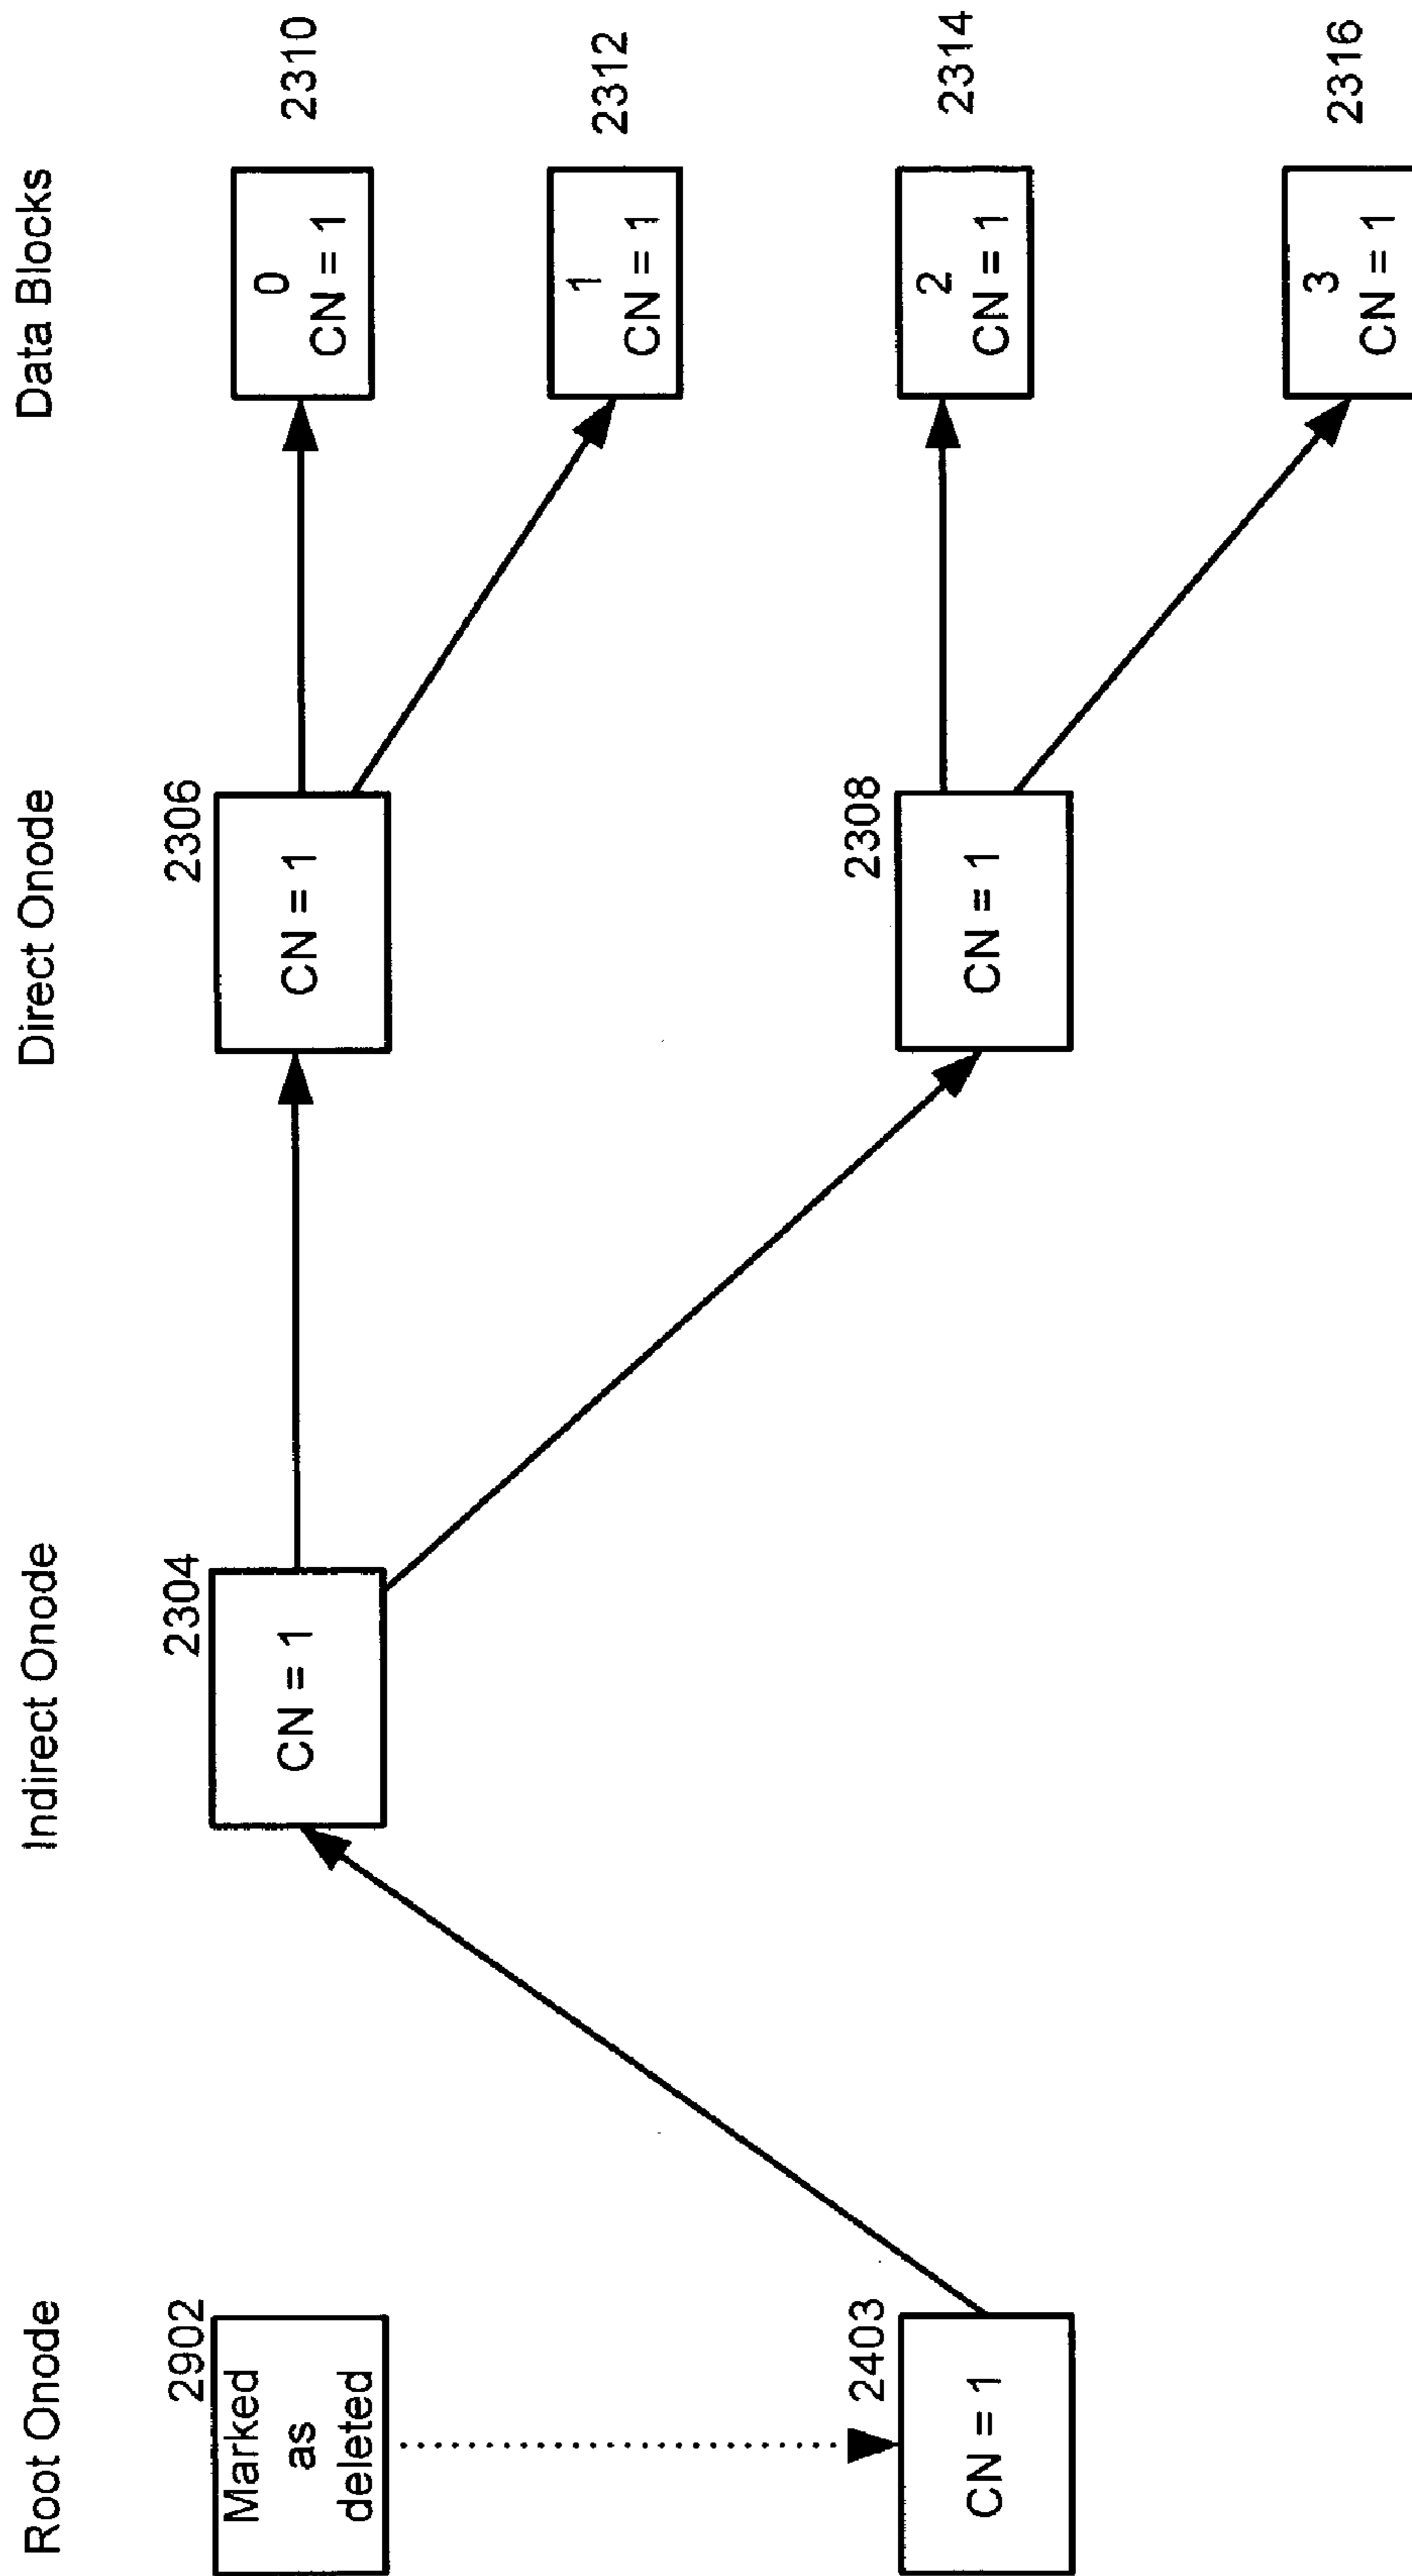 Root Onode
Indirect Onode
Direct Onode
Data Blocks
2902
Marked
as
deleted
2304
CN = 1
2306
CN = 1
0
CN = 1
2310
1
CN = 1
2312
2403
CN = 1
2308
CN = 1
2
CN = 1
2314
3
CN = 1
2316